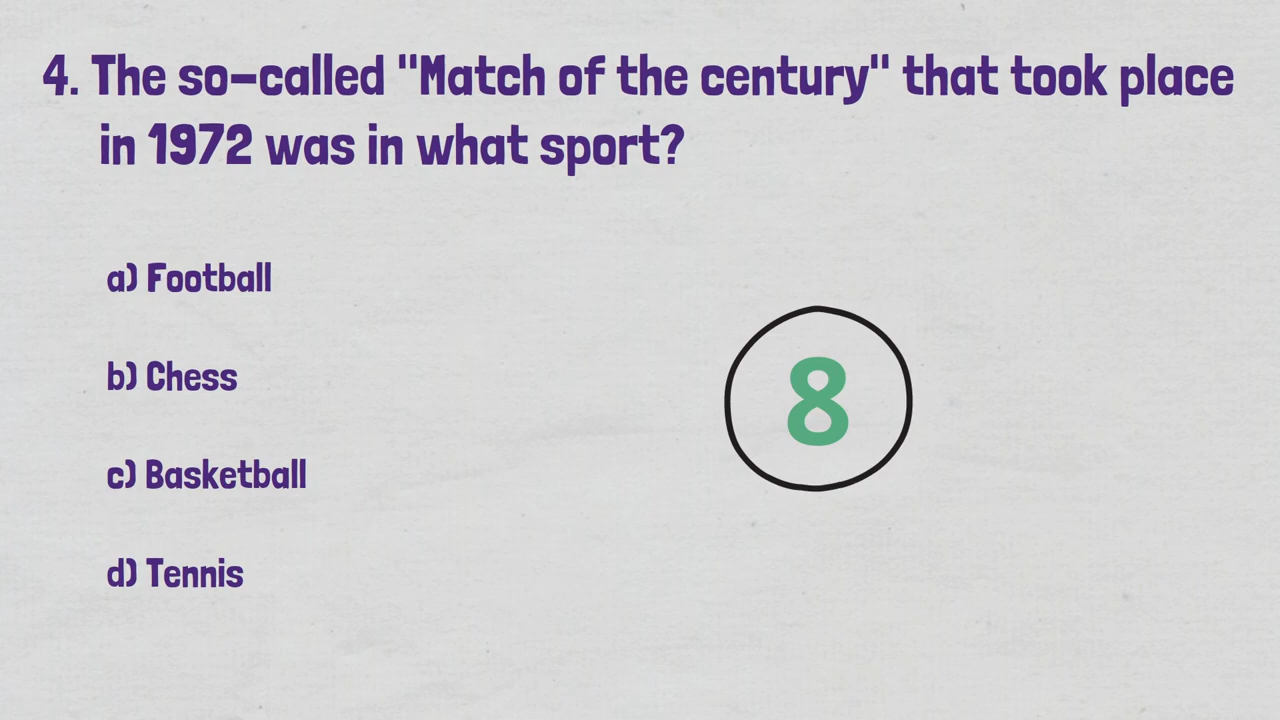 4. The so-called "Match of the century" that took place
in 1972 was in what sport?
a) Football
b) Chess
8
c) Basketball
d) Tennis